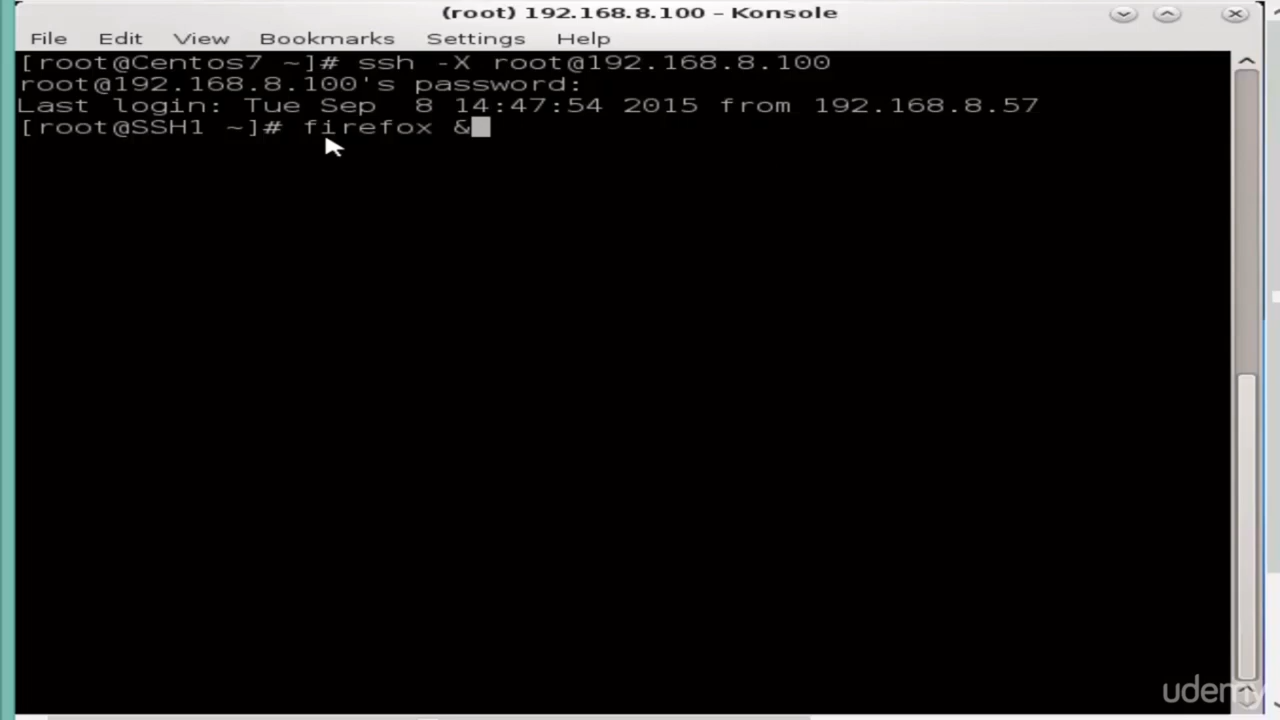 (root) 192.168.8.100 – Konsole
File Edit View Bookmarks Settings Help
[root@Centos7 ~]# ssh -X root@192.168.8.100
root@192.168.8.100's password:
Last login: Tue Sep  8 14:47:54 2015 from 192.168.8.57
[root@SSH1 ~]# firefox &
udemy